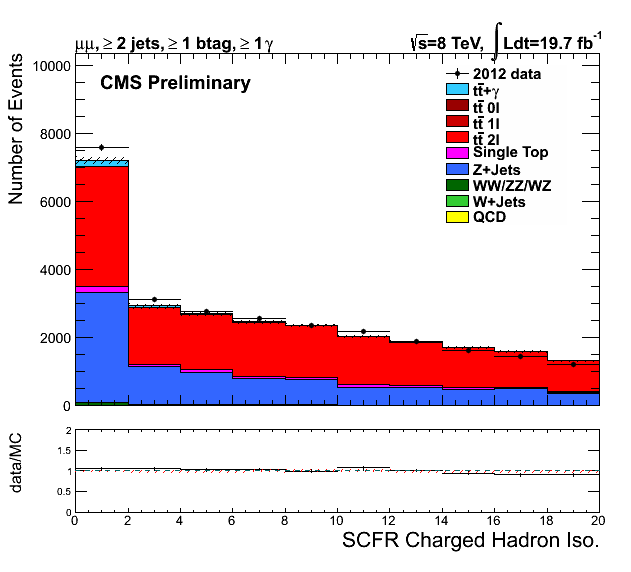 μμ, ≥ 2 jets, ≥ 1 btag, ≥ 1 γ
√s=8 TeV, ∫ Ldt=19.7 fb⁻¹
Number of Events
10000
8000
6000
4000
2000
0
CMS Preliminary
2012 data
tt̄+γ
tt̄ 0l
tt̄ 1l
tt̄ 2l
Single Top
Z+Jets
WW/ZZ/WZ
W+Jets
QCD
data/MC
2
1.5
1
0.5
0
0 2 4 6 8 10 12 14 16 18 20
SCFR Charged Hadron Iso.